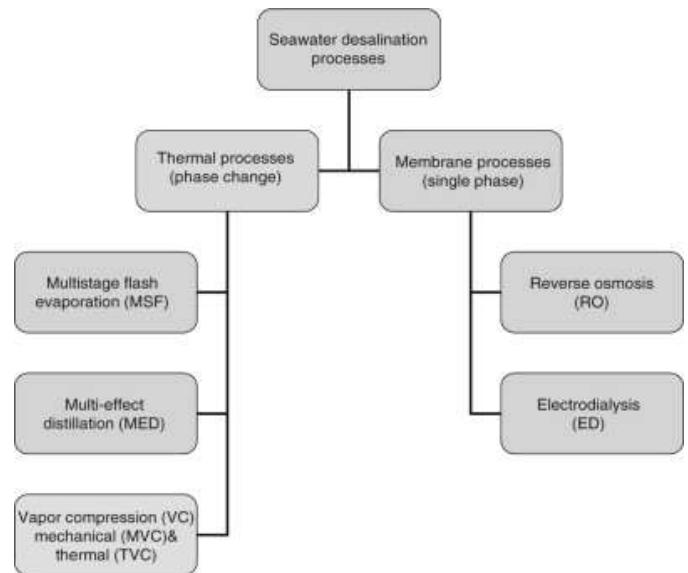 Seawater desalination
processes
Thermal processes
(phase change)
Membrane processes
(single phase)
Multistage flash
evaporation (MSF)
Reverse osmosis
(RO)
Multi-effect
distillation (MED)
Electrodialysis
(ED)
Vapor compression (VC)
mechanical (MVC)&
thermal (TVC)